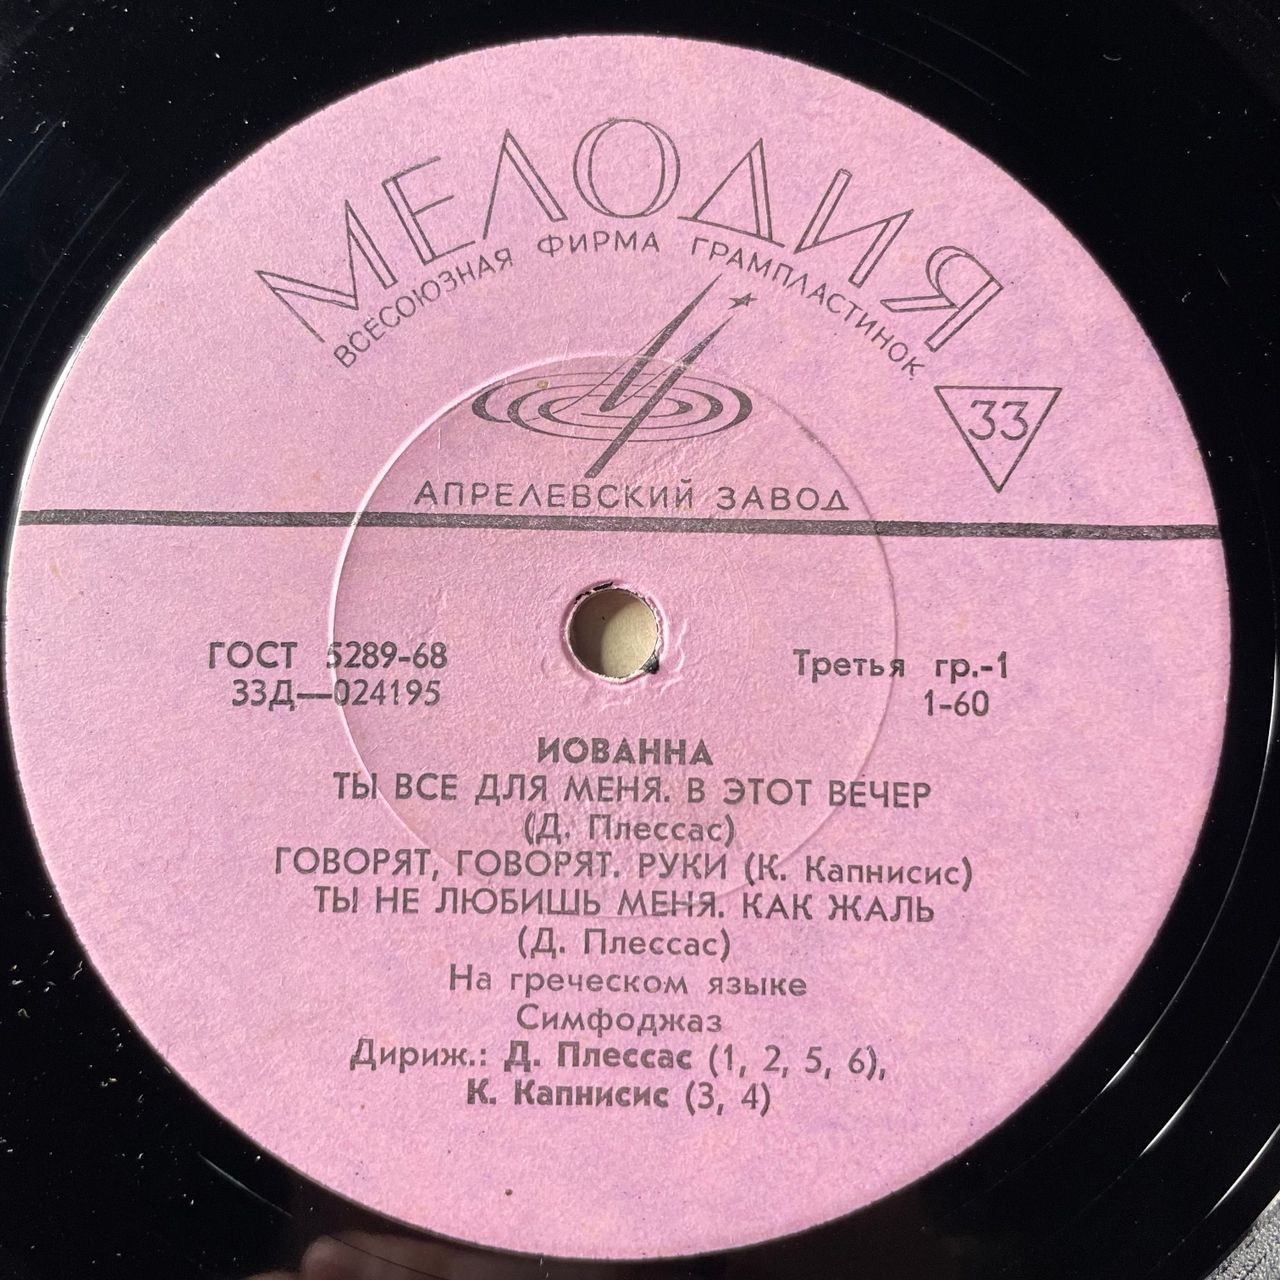 МЕЛОДИЯ
ВСЕСОЮЗНАЯ ФИРМА ГРАМПЛАСТИНОК
33
АПРЕЛЕВСКИЙ ЗАВОД
ГОСТ 5289-68
33Д—024195
Третья гр.-1
1-60
ИОВАННА
ТЫ ВСЕ ДЛЯ МЕНЯ. В ЭТОТ ВЕЧЕР
(Д. Плессас)
ГОВОРЯТ, ГОВОРЯТ. РУКИ (К. Капнисис)
ТЫ НЕ ЛЮБИШЬ МЕНЯ. КАК ЖАЛЬ
(Д. Плессас)
На греческом языке
Симфоджаз
Дириж.: Д. Плессас (1, 2, 5, 6),
К. Капнисис (3, 4)